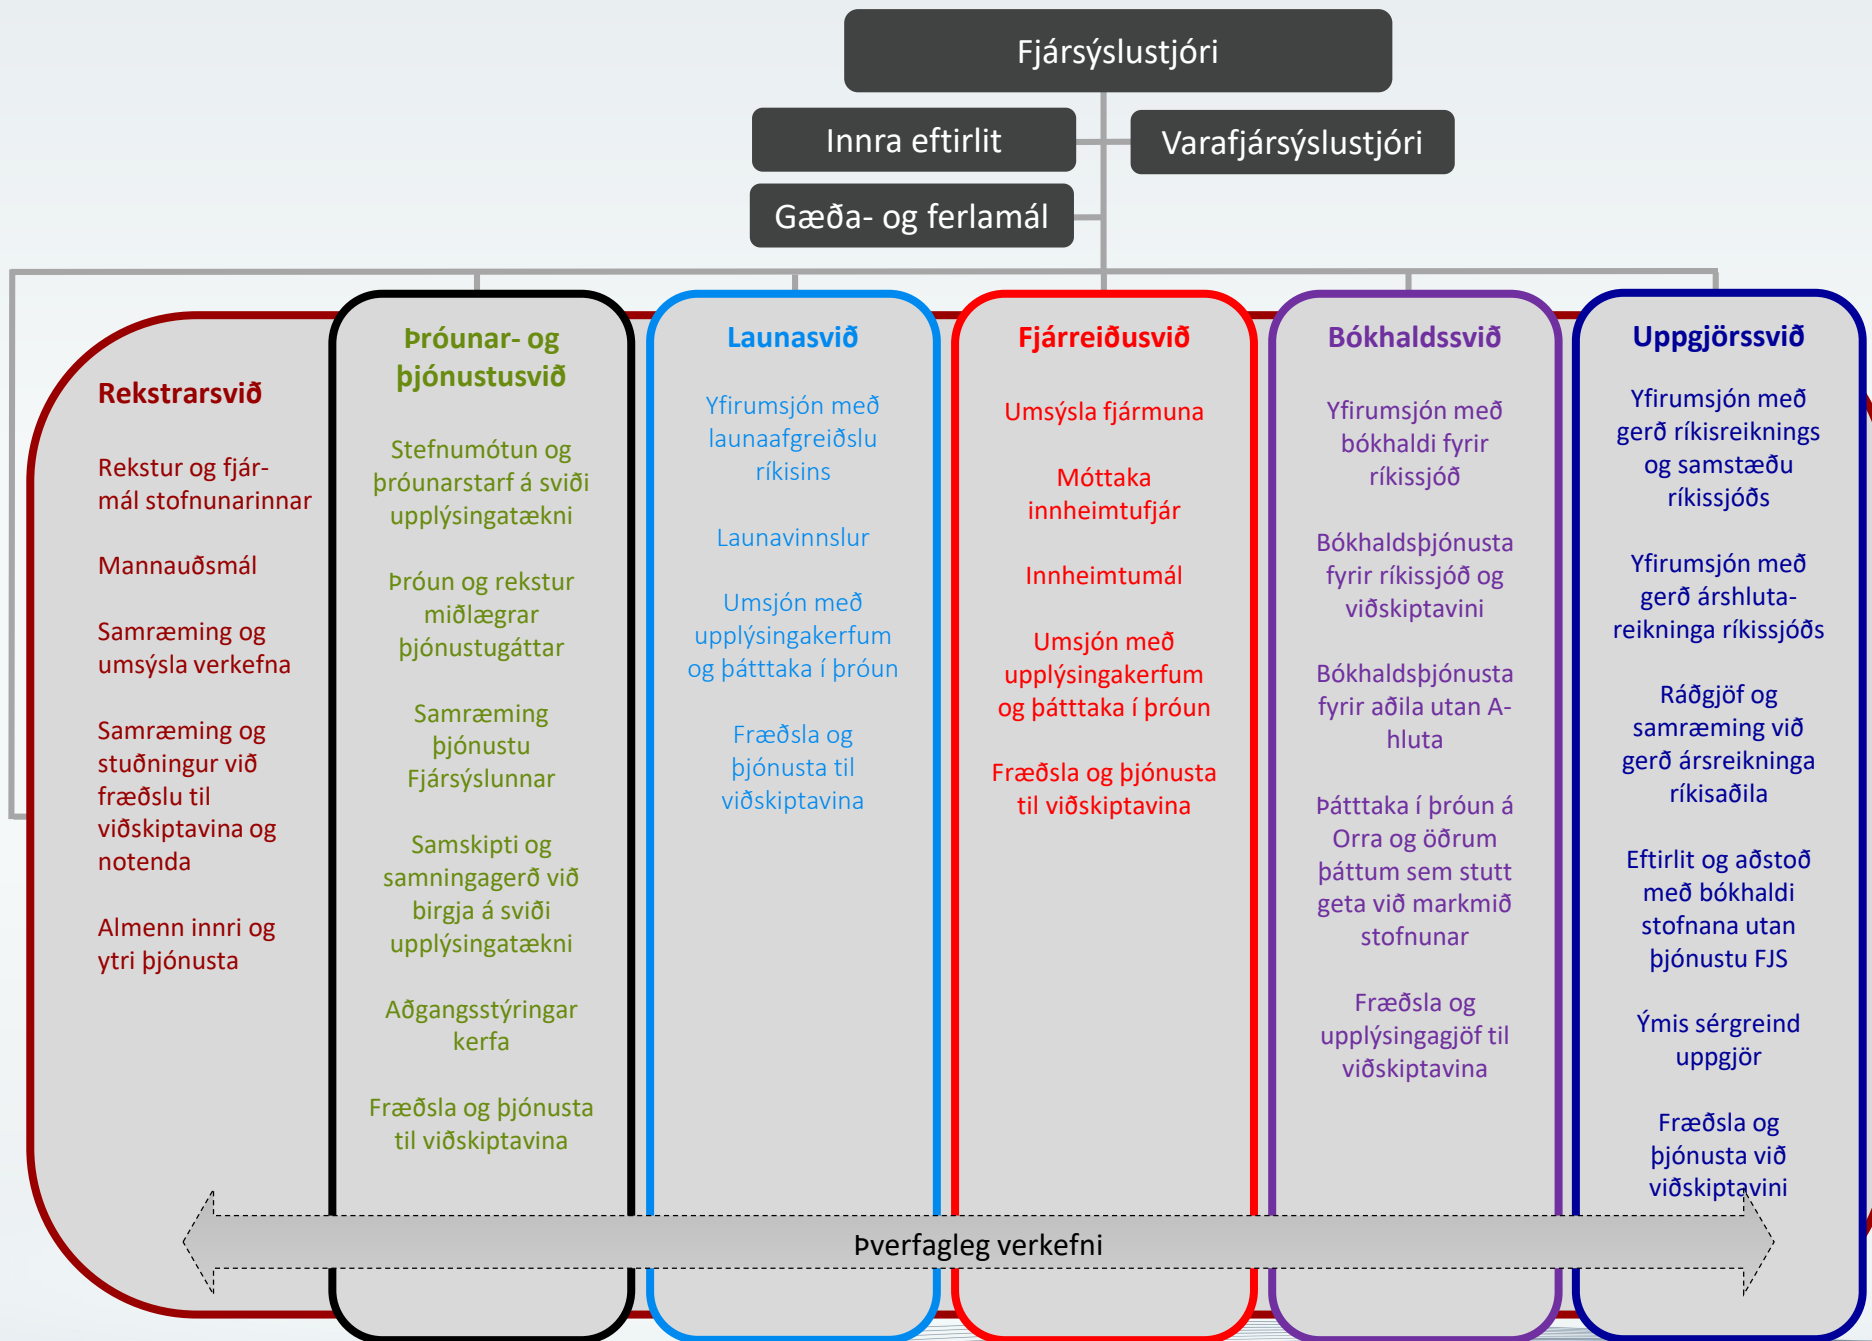 Fjársýslustjóri
Innra eftirlit
Varafjársýslustjóri
Gæða- og ferlamál
Rekstrarsvið
Rekstur og fjár-
mál stofnunarinnar
Mannauðsmál
Samræming og
umsýsla verkefna
Samræming og
stuðningur við
fræðslu til
viðskiptavina og
notenda
Almenn innri og
ytri þjónusta
Þróunar- og
þjónustusvið
Stefnumótun og
þróunarstarf á sviði
upplýsingatækni
Þróun og rekstur
miðlægrar
þjónustugáttar
Samræming
þjónustu
Fjársýslunnar
Samskipti og
samningagerð við
birgja á sviði
upplýsingatækni
Aðgangsstýringar
kerfa
Fræðsla og þjónusta
til viðskiptavina
Launasvið
Yfirumsjón með
launaafgreiðslu
ríkisins
Launavinnslur
Umsjón með
upplýsingakerfum
og þátttaka í þróun
Fræðsla og
þjónusta til
viðskiptavina
Fjárreiðusvið
Umsýsla fjármuna
Móttaka
innheimtufjár
Innheimtumál
Umsjón með
upplýsingakerfum
og þátttaka í þróun
Fræðsla og þjónusta
til viðskiptavina
Bókhaldssvið
Yfirumsjón með
bókhaldi fyrir
ríkissjóð
Bókhaldsþjónusta
fyrir ríkissjóð og
viðskiptavini
Bókhaldsþjónusta
fyrir aðila utan A-
hluta
Þátttaka í þróun á
Orra og öðrum
þáttum sem stutt
geta við markmið
stofnunar
Fræðsla og
upplýsingagjöf til
viðskiptavina
Uppgjörssvið
Yfirumsjón með
gerð ríkisreiknings
og samstæðu
ríkissjóðs
Yfirumsjón með
gerð árshluta-
reikninga ríkissjóðs
Ráðgjöf og
samræming við
gerð ársreikninga
ríkisaðila
Eftirlit og aðstoð
með bókhaldi
stofnana utan
þjónustu FJS
Ýmis sérgreind
uppgjör
Fræðsla og
þjónusta við
viðskiptavini
Þverfagleg verkefni